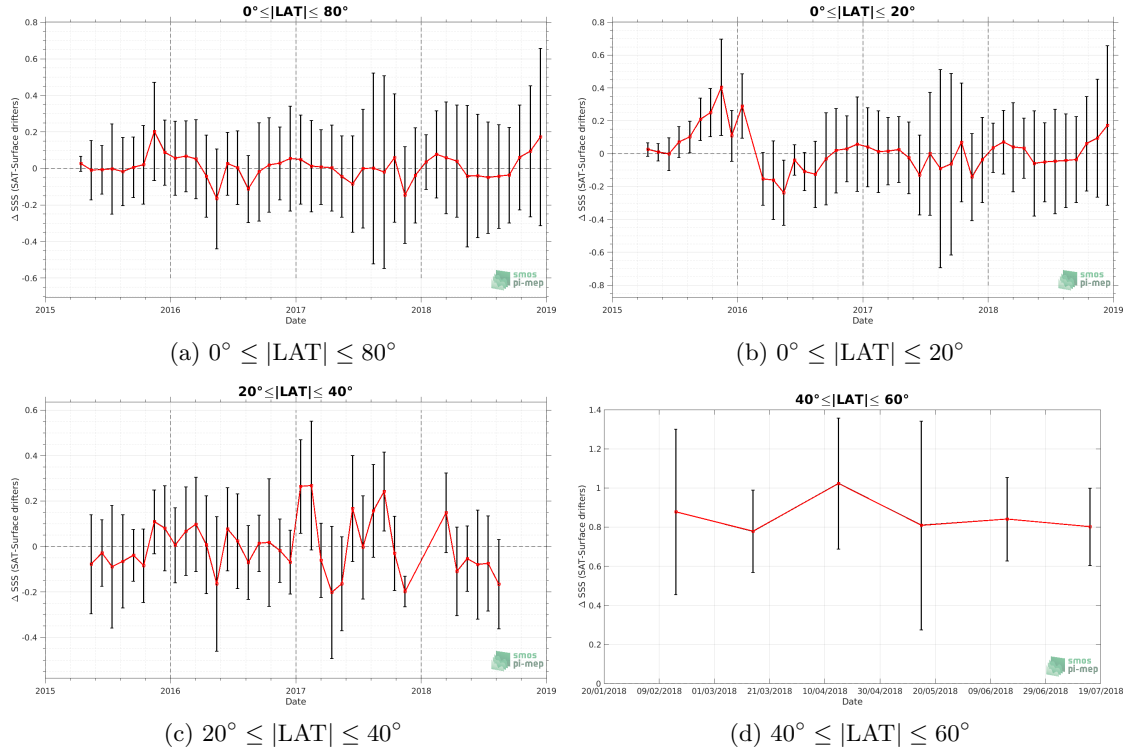 0°≤|LAT|≤ 80°
0.8
0.6
0.4
0.2
0
-0.2
-0.4
-0.6
Δ SSS (SAT-Surface drifters)
2015
2016
2017
2018
2019
Date
smos
pi-mep
(a) 0° ≤ |LAT| ≤ 80°
0°≤|LAT|≤ 20°
0.8
0.6
0.4
0.2
0
-0.2
-0.4
-0.6
-0.8
Δ SSS (SAT-Surface drifters)
2015
2016
2017
2018
2019
Date
smos
pi-mep
(b) 0° ≤ |LAT| ≤ 20°
20°≤|LAT|≤ 40°
0.6
0.4
0.2
0
-0.2
-0.4
Δ SSS (SAT-Surface drifters)
2015
2016
2017
2018
2019
Date
smos
pi-mep
(c) 20° ≤ |LAT| ≤ 40°
40°≤|LAT|≤ 60°
1.4
1.2
1
0.8
0.6
0.4
0.2
0
Δ SSS (SAT-Surface drifters)
20/01/2018
09/02/2018
01/03/2018
21/03/2018
10/04/2018
30/04/2018
20/05/2018
09/06/2018
29/06/2018
19/07/2018
Date
smos
pi-mep
(d) 40° ≤ |LAT| ≤ 60°